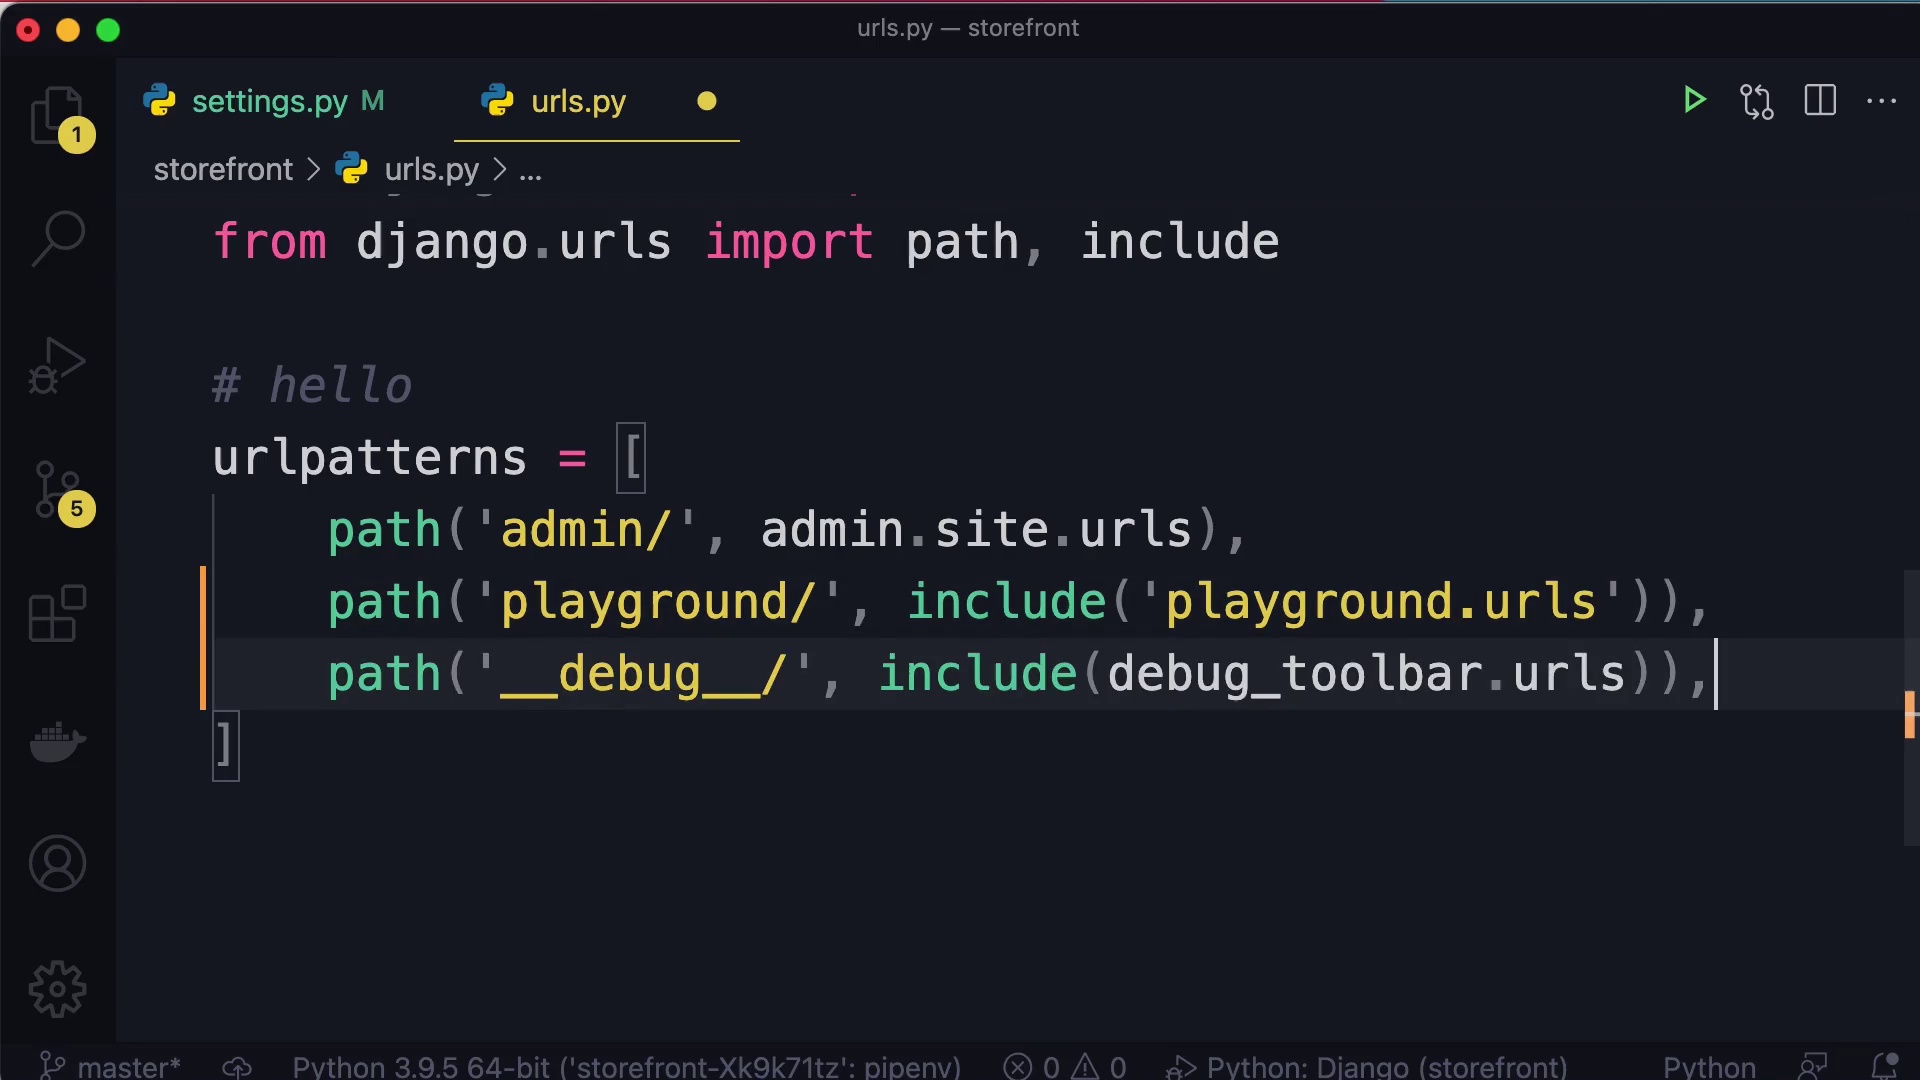 urls.py — storefront
settings.py M
urls.py
storefront > urls.py > ...
from django.urls import path, include
# hello
urlpatterns = [
path('admin/', admin.site.urls),
path('playground/', include('playground.urls')),
path('__debug__/', include(debug_toolbar.urls)),
]
1
5
master*
Python 3.9.5 64-bit ('storefront-Xk9k71tz': pipenv)
0
0
Python: Django (storefront)
Python